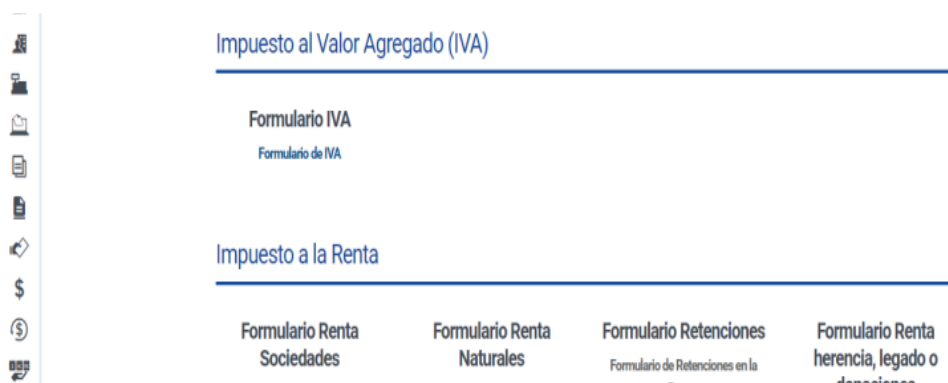 Impuesto al Valor Agregado (IVA)
Formulario IVA
Formulario de IVA
Impuesto a la Renta
Formulario Renta
Sociedades
Formulario Renta
Naturales
Formulario Retenciones
Formulario de Retenciones en la
Formulario Renta
herencia, legado o
donaciones